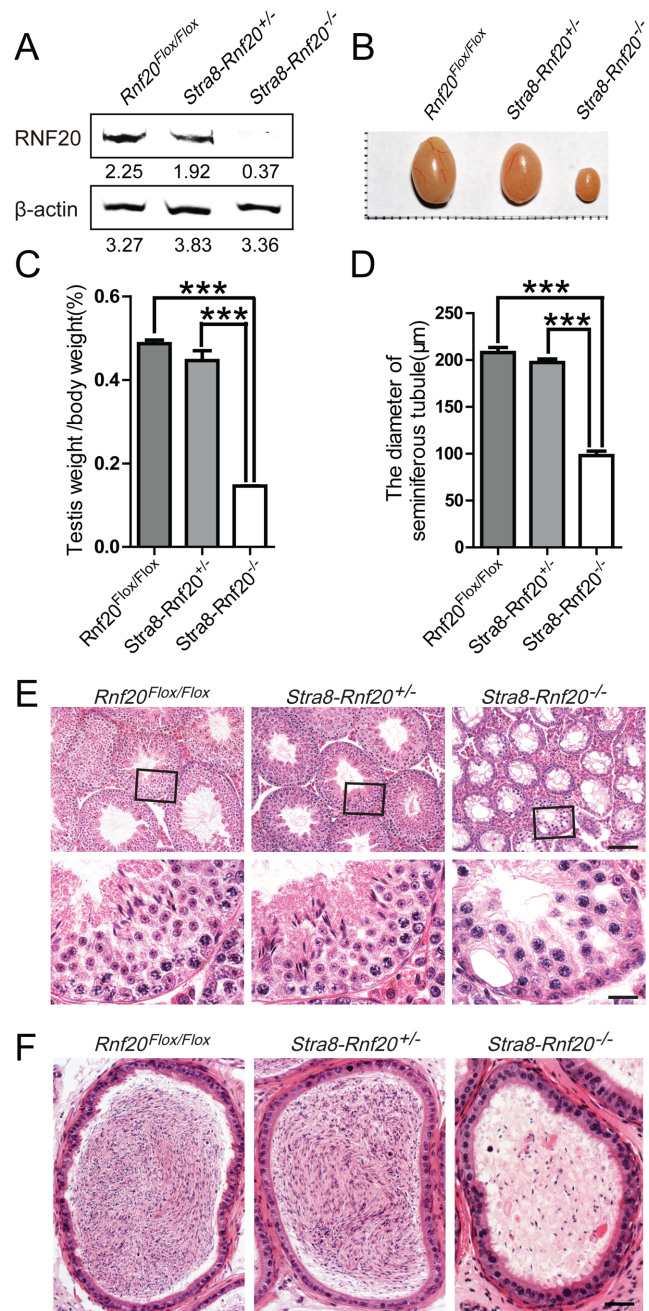 A
Rnf20Flox/Flox
Stra8-Rnf20+/-
Stra8-Rnf20-/-
RNF20
2.25 1.92 0.37
β-actin
3.27 3.83 3.36
B
Rnf20Flox/Flox
Stra8-Rnf20+/-
Stra8-Rnf20-/-
C
Testis weight /body weight(%)
0.6
0.4
0.2
0.0
***
***
Rnf20Flox/Flox
Stra8-Rnf20+/-
Stra8-Rnf20-/-
D
The diameter of
seminiferous tubule(μm)
250
200
150
100
50
0
***
***
Rnf20Flox/Flox
Stra8-Rnf20+/-
Stra8-Rnf20-/-
E
Rnf20Flox/Flox Stra8-Rnf20+/- Stra8-Rnf20-/-
F
Rnf20Flox/Flox Stra8-Rnf20+/- Stra8-Rnf20-/-